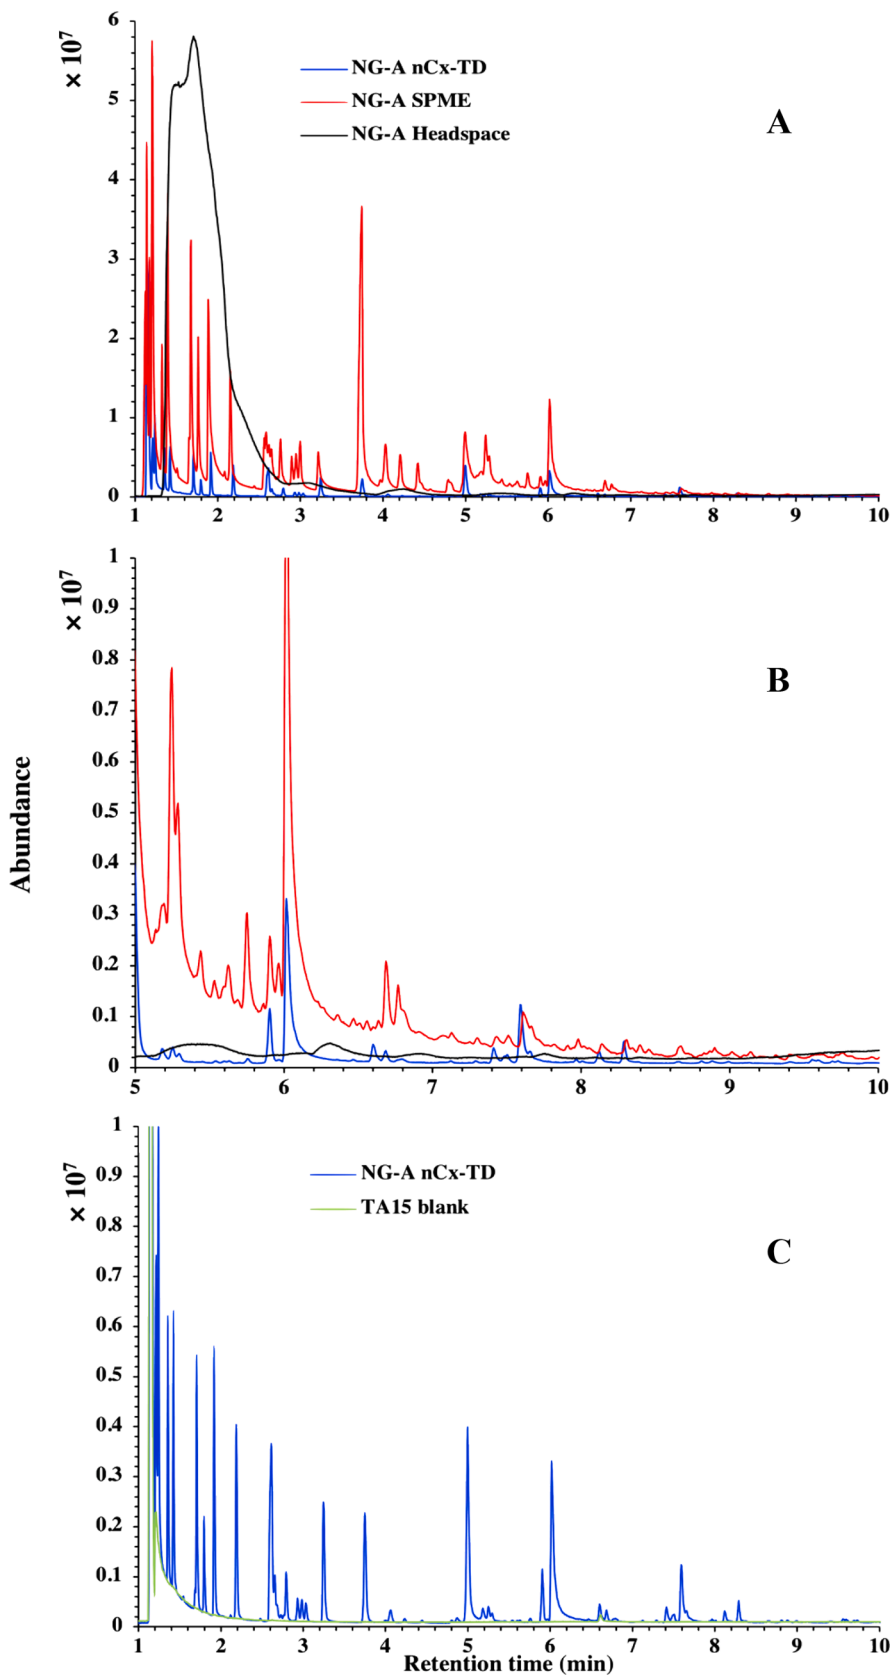 6
× 10⁷
NG-A nCx-TD
5
NG-A SPME
A
NG-A Headspace
4
3
2
1
0
1 2 3 4 5 6 7 8 9 10
1
× 10⁷
0.9
0.8
B
0.7
0.6
Abundance
0.5
0.4
0.3
0.2
0.1
0
5 6 7 8 9 10
1
× 10⁷
NG-A nCx-TD
0.9
TA15 blank
0.8
C
0.7
0.6
0.5
0.4
0.3
0.2
0.1
0
1 2 3 4 5 6 7 8 9 10
Retention time (min)